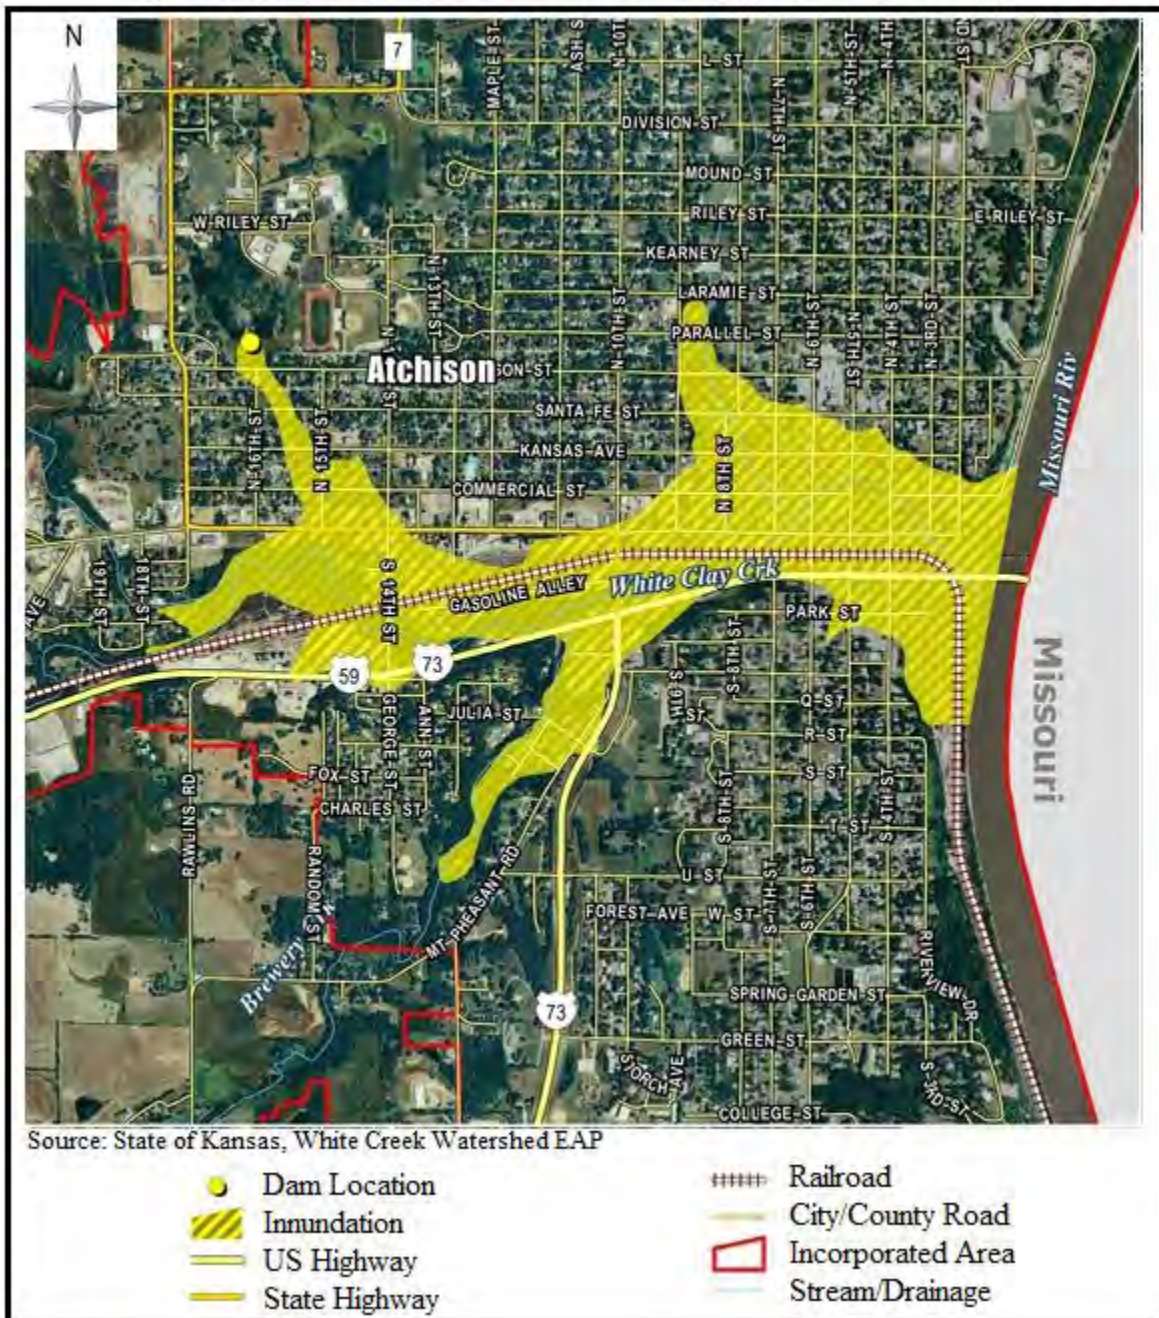 N
7
MAPLE ST
ASH S
N 10TH
L ST
N 7TH S
N 5TH ST
N 4TH
DIVISION ST
MOUND ST
W RILEY ST
RILEY ST
E RILEY ST
KEARNEY ST
N 13TH ST
LARAMIE ST
PARALLEL ST
N 10TH ST
N 6TH ST
N 5TH ST
N 4TH ST
N 3RD ST
Atchison
SON ST
SANTA FE ST
KANSAS AVE
COMMERCIAL ST
N 16TH ST
N 15TH ST
N 8TH ST
Missouri Riv
19TH ST
18TH ST
AVE
S 14TH ST
GASOLINE ALLEY
White Clay Crk
PARK ST
59
73
Missouri
GEORGE ST
ANN ST
JULIA ST
S 9TH
S 8TH ST
ST
Q ST
R ST
FOX ST
CHARLES ST
S ST
S 8TH ST
T ST
S 4TH ST
RAWLINS RD
RANDOM ST
MT PHEASANT RD
U ST
S 7TH ST
S 6TH ST
FOREST AVE
W ST
Brewery
RIVERVIEW DR
73
SPRING GARDEN ST
GREEN ST
STORCH AVE
S 3RD ST
COLLEGE ST
Source: State of Kansas, White Creek Watershed EAP
Dam Location
Innundation
US Highway
State Highway
Railroad
City/County Road
Incorporated Area
Stream/Drainage